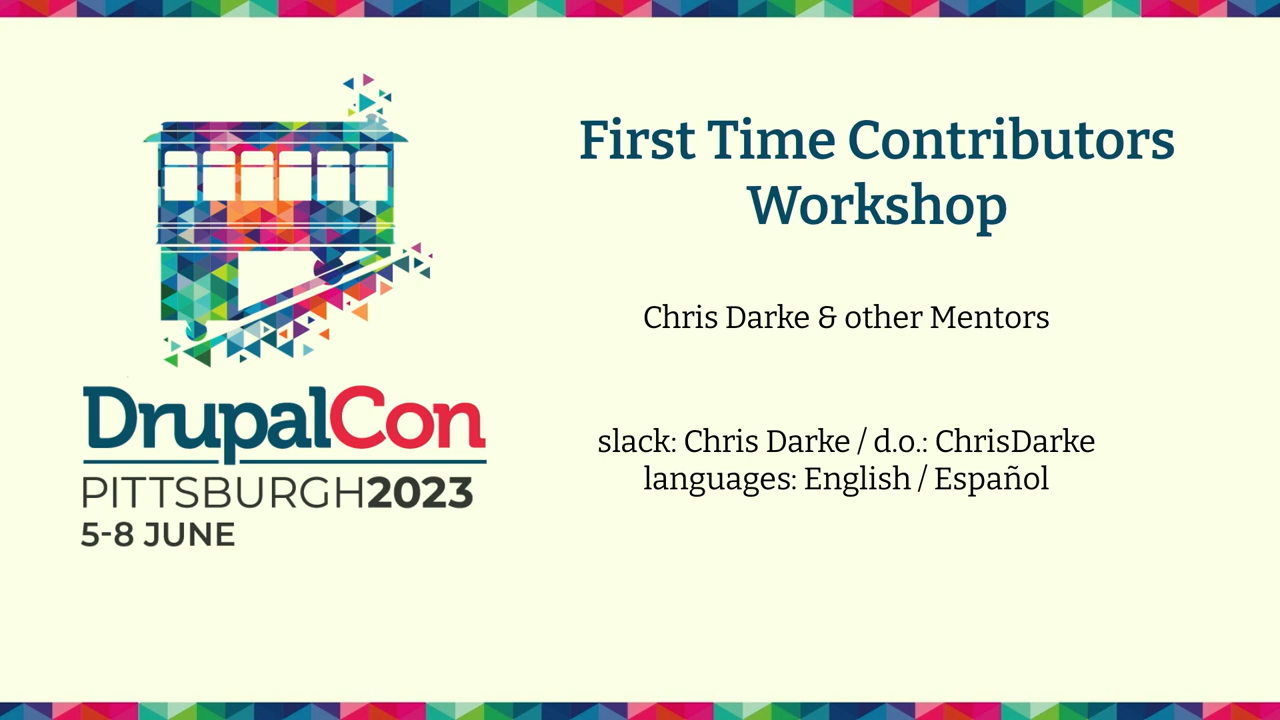 First Time Contributors
Workshop
Chris Darke & other Mentors
slack: Chris Darke / d.o.: ChrisDarke
languages: English / Español
DrupalCon
PITTSBURGH2023
5-8 JUNE